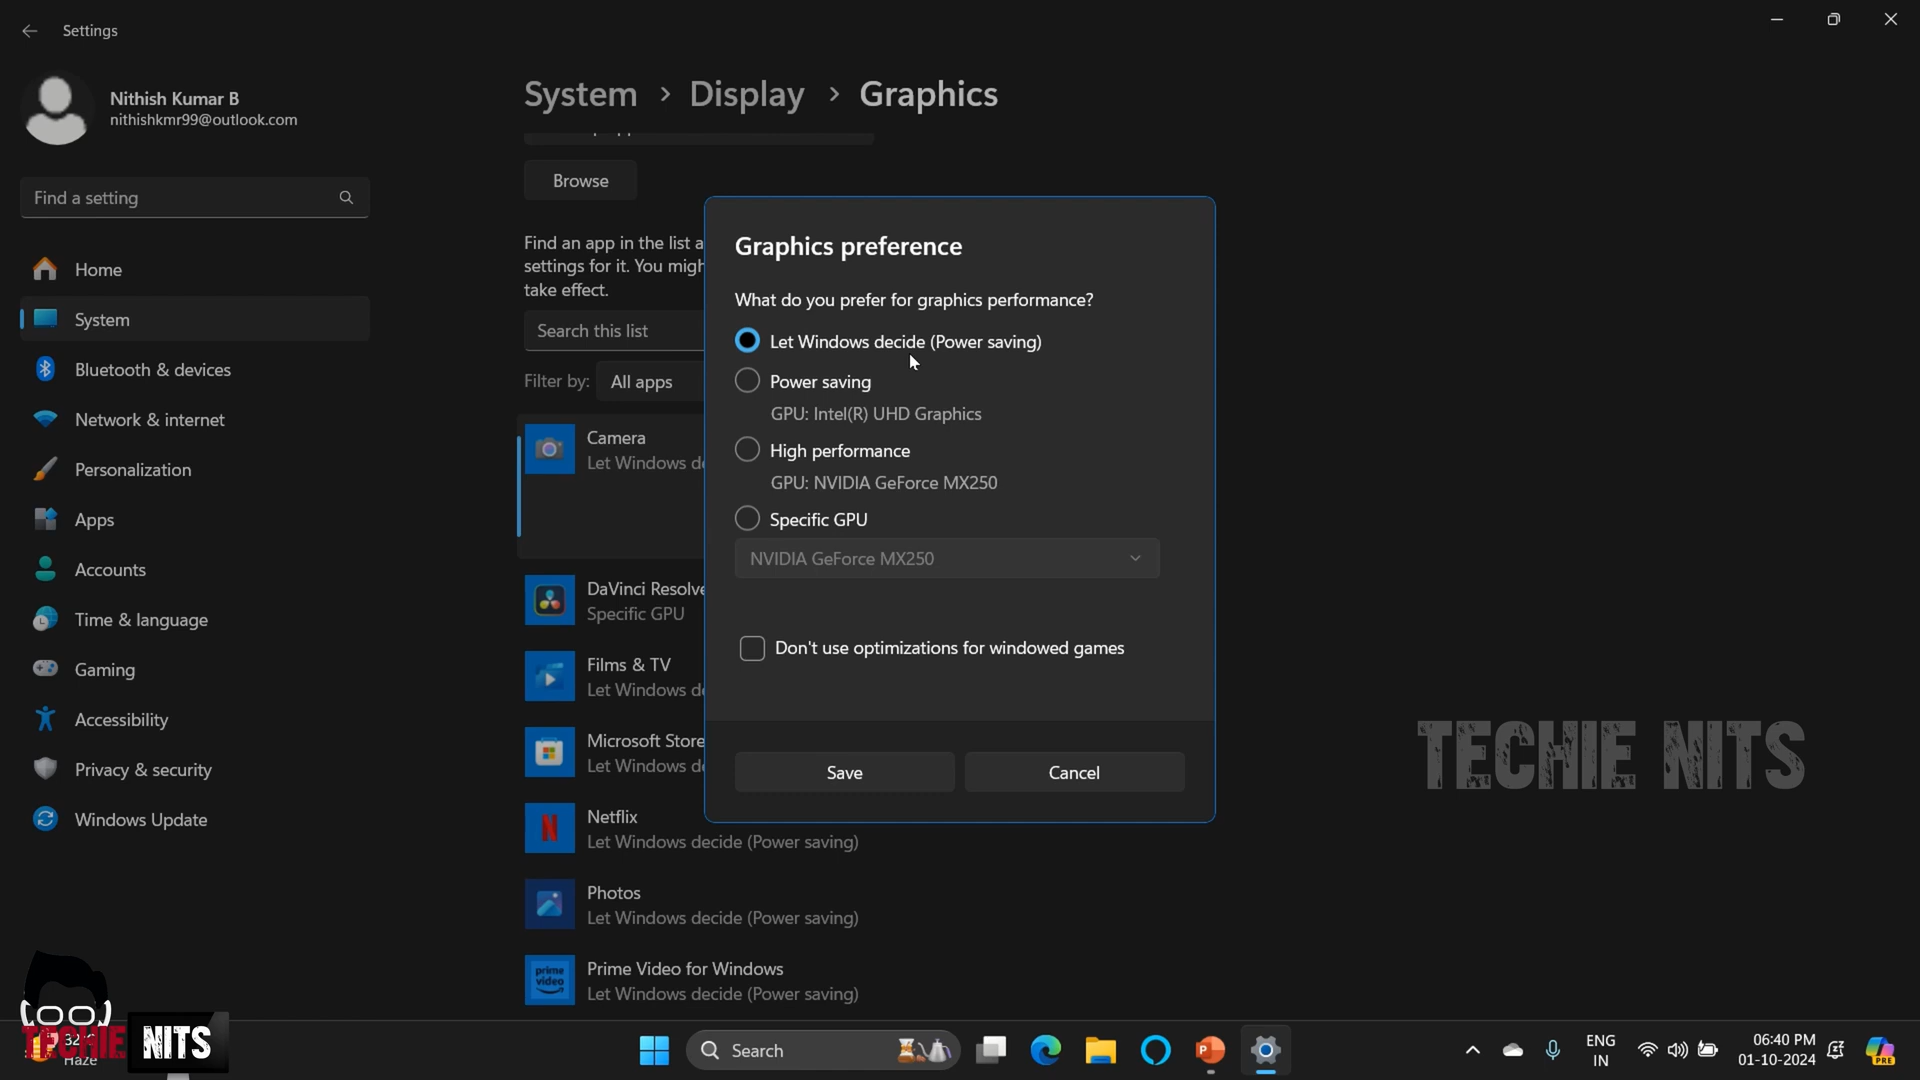 Settings
Nithish Kumar B
nithishkmr99@outlook.com
Find a setting
Home
System
Bluetooth & devices
Network & internet
Personalization
Apps
Accounts
Time & language
Gaming
Accessibility
Privacy & security
Windows Update
System > Display > Graphics
Browse
Find an app in the list a
settings for it. You migh
take effect.
Search this list
Filter by: All apps
Camera
Let Windows de
DaVinci Resolve
Specific GPU
Films & TV
Let Windows de
Microsoft Store
Let Windows de
Netflix
Let Windows decide (Power saving)
Photos
Let Windows decide (Power saving)
prime
video
Prime Video for Windows
Let Windows decide (Power saving)
Graphics preference
What do you prefer for graphics performance?
Let Windows decide (Power saving)
Power saving
GPU: Intel(R) UHD Graphics
High performance
GPU: NVIDIA GeForce MX250
Specific GPU
NVIDIA GeForce MX250
Don't use optimizations for windowed games
Save
Cancel
TECHIE NITS
TECHIE NITS
32°C
Haze
Search
ENG
IN
06:40 PM
01-10-2024
PRE